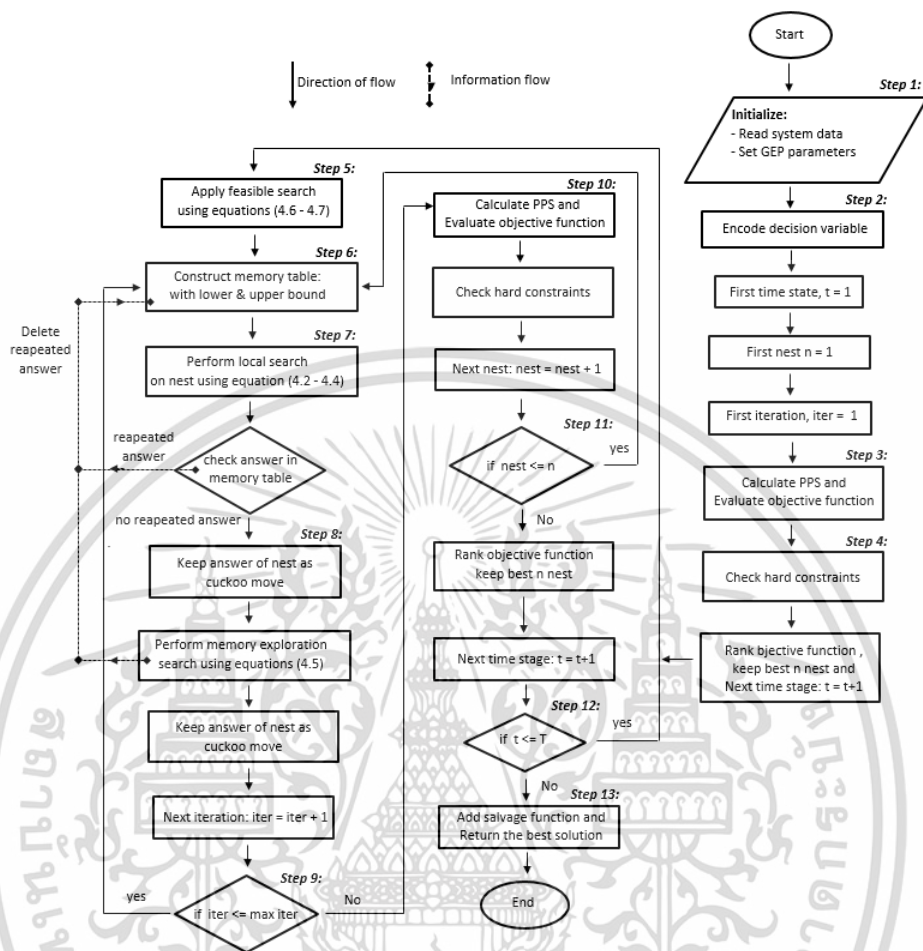 Start
Direction of flow
Information flow
Step 1:
Initialize:
- Read system data
- Set GEP parameters
Step 2:
Encode decision variable
First time state, t = 1
First nest n = 1
First iteration, iter = 1
Step 3:
Calculate PPS and
Evaluate objective function
Step 4:
Check hard constraints
Rank bjective function ,
keep best n nest and
Next time stage: t = t+1
Step 5:
Apply feasible search
using equations (4.6 - 4.7)
Step 6:
Construct memory table:
with lower & upper bound
Delete
reapeated
answer
Step 7:
Perform local search
on nest using equation (4.2 - 4.4)
reapeated
answer
check answer in
memory table
no reapeated answer
Step 8:
Keep answer of nest as
cuckoo move
Perform memory exploration
search using equations (4.5)
Keep answer of nest as
cuckoo move
Next iteration: iter = iter + 1
Step 9:
yes
if iter <= max iter
No
Step 10:
Calculate PPS and
Evaluate objective function
Check hard constraints
Next nest: nest = nest + 1
Step 11:
yes
if nest <= n
No
Rank objective function
keep best n nest
Next time stage: t = t+1
Step 12:
yes
if t <= T
No
Step 13:
Add salvage function and
Return the best solution
End